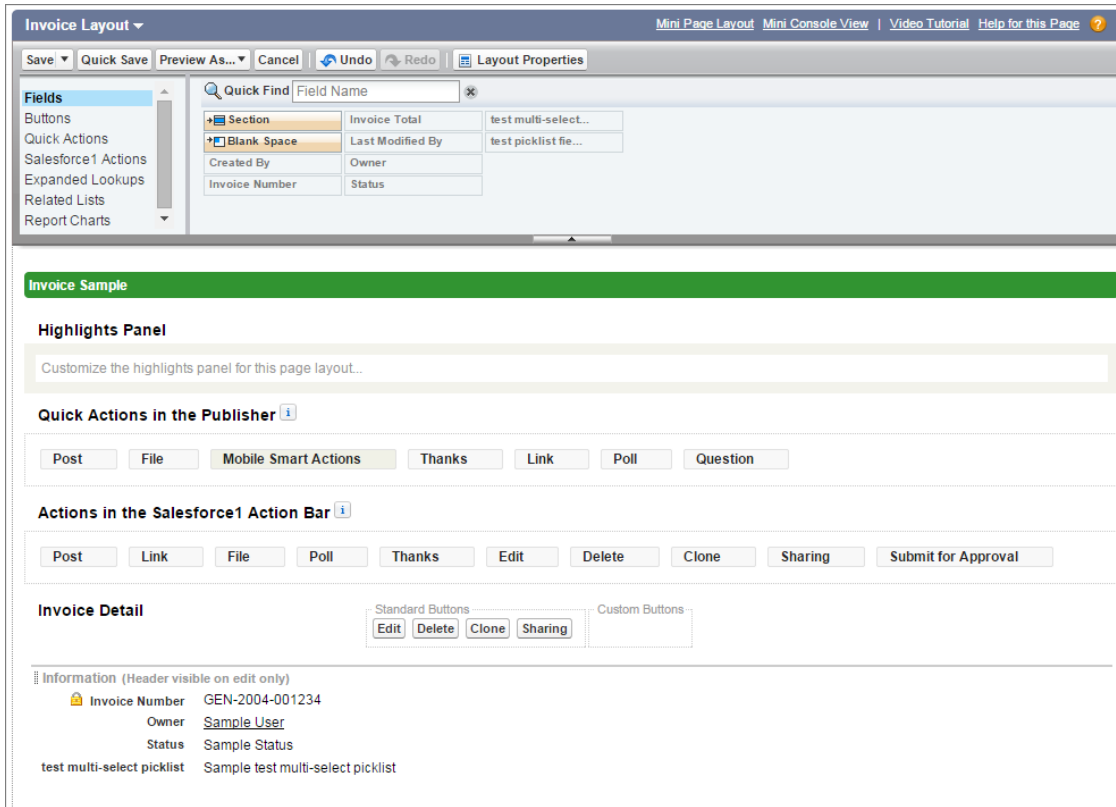 Invoice Layout
Mini Page Layout Mini Console View | Video Tutorial Help for this Page ?
Save Quick Save Preview As... Cancel Undo Redo Layout Properties
Fields
Buttons
Quick Actions
Salesforce1 Actions
Expanded Lookups
Related Lists
Report Charts
Quick Find Field Name
Section Invoice Total test multi-select...
Blank Space Last Modified By test picklist fie...
Created By Owner
Invoice Number Status
Invoice Sample
Highlights Panel
Customize the highlights panel for this page layout...
Quick Actions in the Publisher i
Post File Mobile Smart Actions Thanks Link Poll Question
Actions in the Salesforce1 Action Bar i
Post Link File Poll Thanks Edit Delete Clone Sharing Submit for Approval
Invoice Detail
Standard Buttons Custom Buttons
Edit Delete Clone Sharing
Information (Header visible on edit only)
Invoice Number GEN-2004-001234
Owner Sample User
Status Sample Status
test multi-select picklist Sample test multi-select picklist